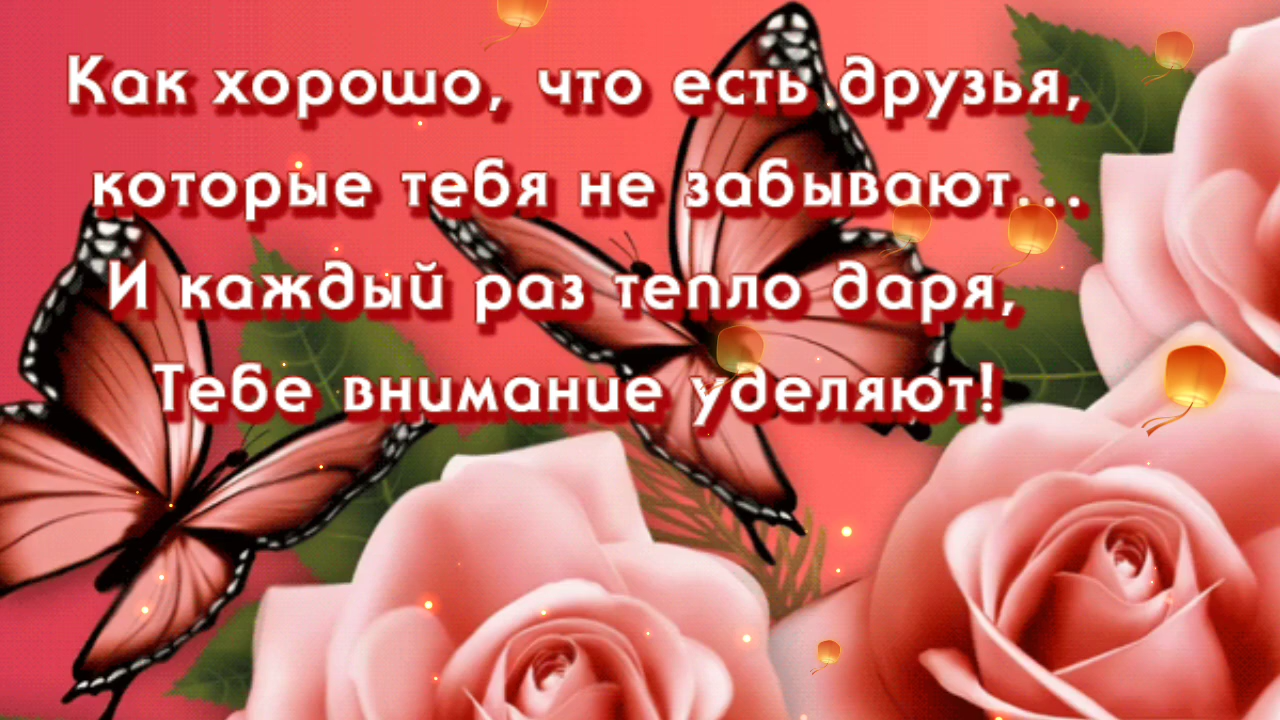 Как хорошо, что есть друзья,
которые тебя не забывают...
И каждый раз тепло даря,
Тебе внимание уделяют!